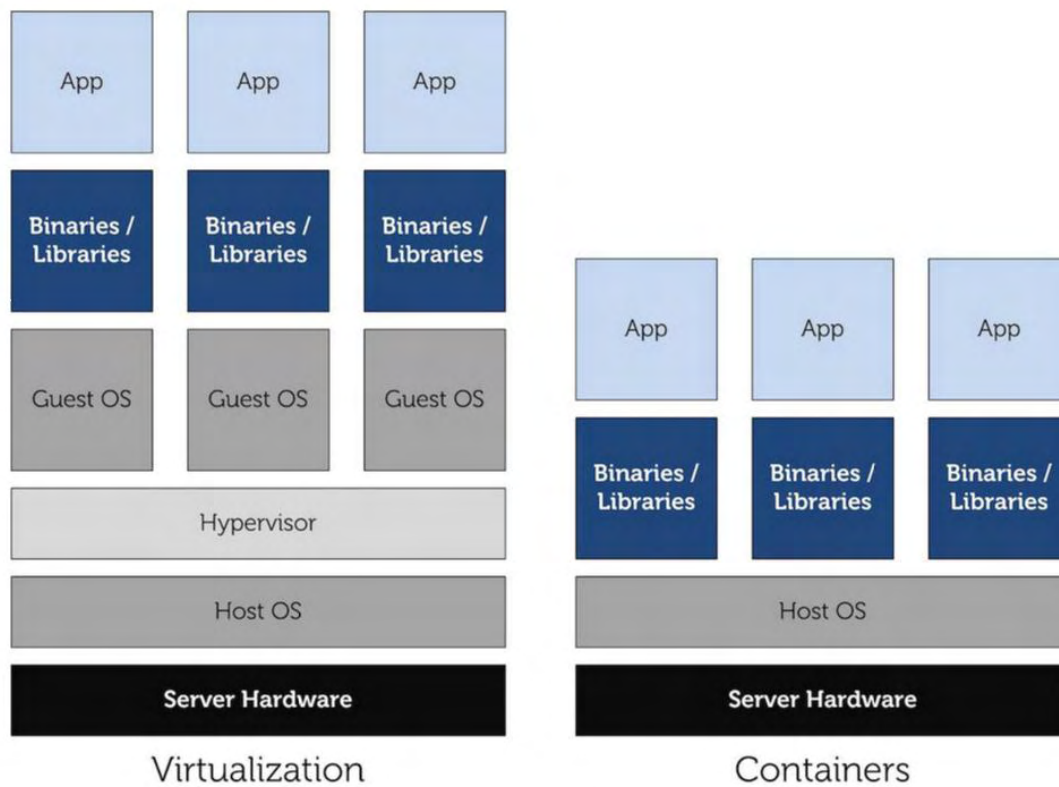 App
App
App
Binaries /
Libraries
Binaries /
Libraries
Binaries /
Libraries
Guest OS
Guest OS
Guest OS
Hypervisor
Host OS
Server Hardware
Virtualization
App
App
App
Binaries /
Libraries
Binaries /
Libraries
Binaries /
Libraries
Host OS
Server Hardware
Containers